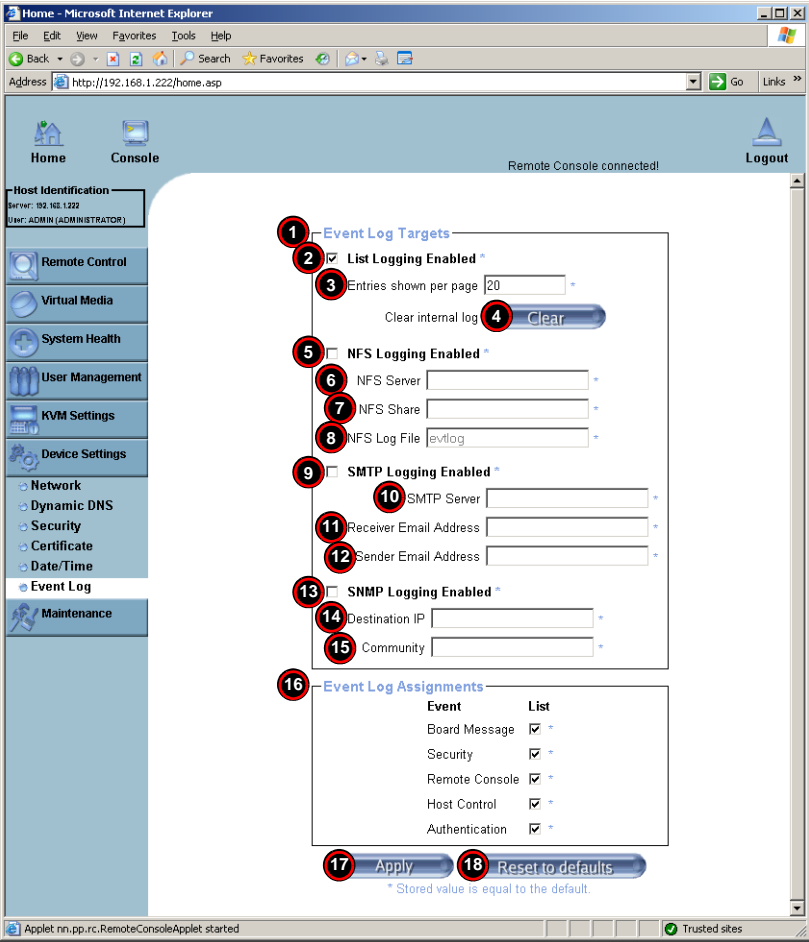 Home - Microsoft Internet Explorer
File Edit View Favorites Tools Help
Back Search Favorites
Address http://192.168.1.222/home.asp Go Links »
Home Console Remote Console connected! Logout
Host Identification
Server: 192.168.1.222
User: ADMIN (ADMINISTRATOR)
Remote Control
Virtual Media
System Health
User Management
KVM Settings
Device Settings
Network
Dynamic DNS
Security
Certificate
Date/Time
Event Log
Maintenance
1 Event Log Targets
2 List Logging Enabled *
3 Entries shown per page 20 *
Clear internal log 4 Clear
5 NFS Logging Enabled *
6 NFS Server *
7 NFS Share *
8 NFS Log File evtlog *
9 SMTP Logging Enabled *
10 SMTP Server *
11 Receiver Email Address *
12 Sender Email Address *
13 SNMP Logging Enabled *
14 Destination IP *
15 Community *
16 Event Log Assignments
Event List
Board Message *
Security *
Remote Console *
Host Control *
Authentication *
17 Apply 18 Reset to defaults
* Stored value is equal to the default.
Applet nn.pp.rc.RemoteConsoleApplet started Trusted sites